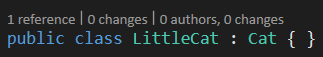 1 reference | 0 changes | 0 authors, 0 changes
public class LittleCat : Cat { }